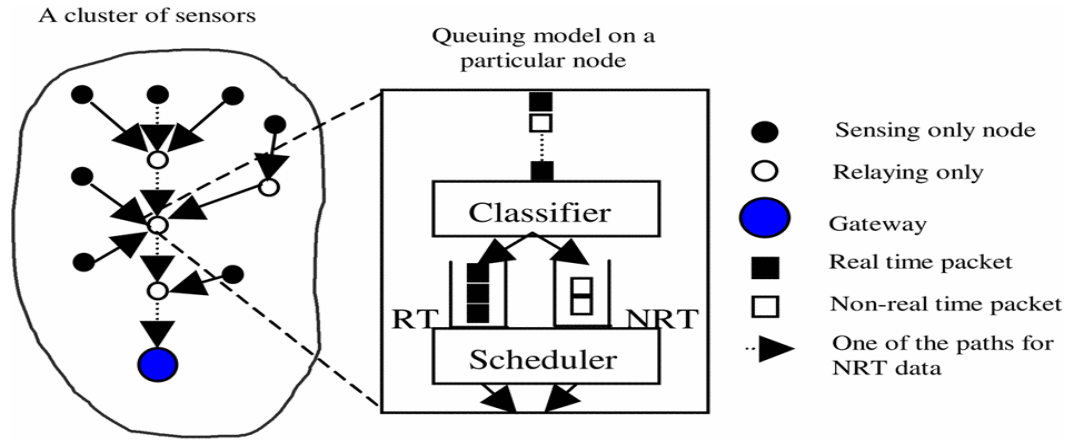 A cluster of sensors
Queuing model on a
particular node
Classifier
RT
NRT
Scheduler
Sensing only node
Relaying only
Gateway
Real time packet
Non-real time packet
One of the paths for
NRT data